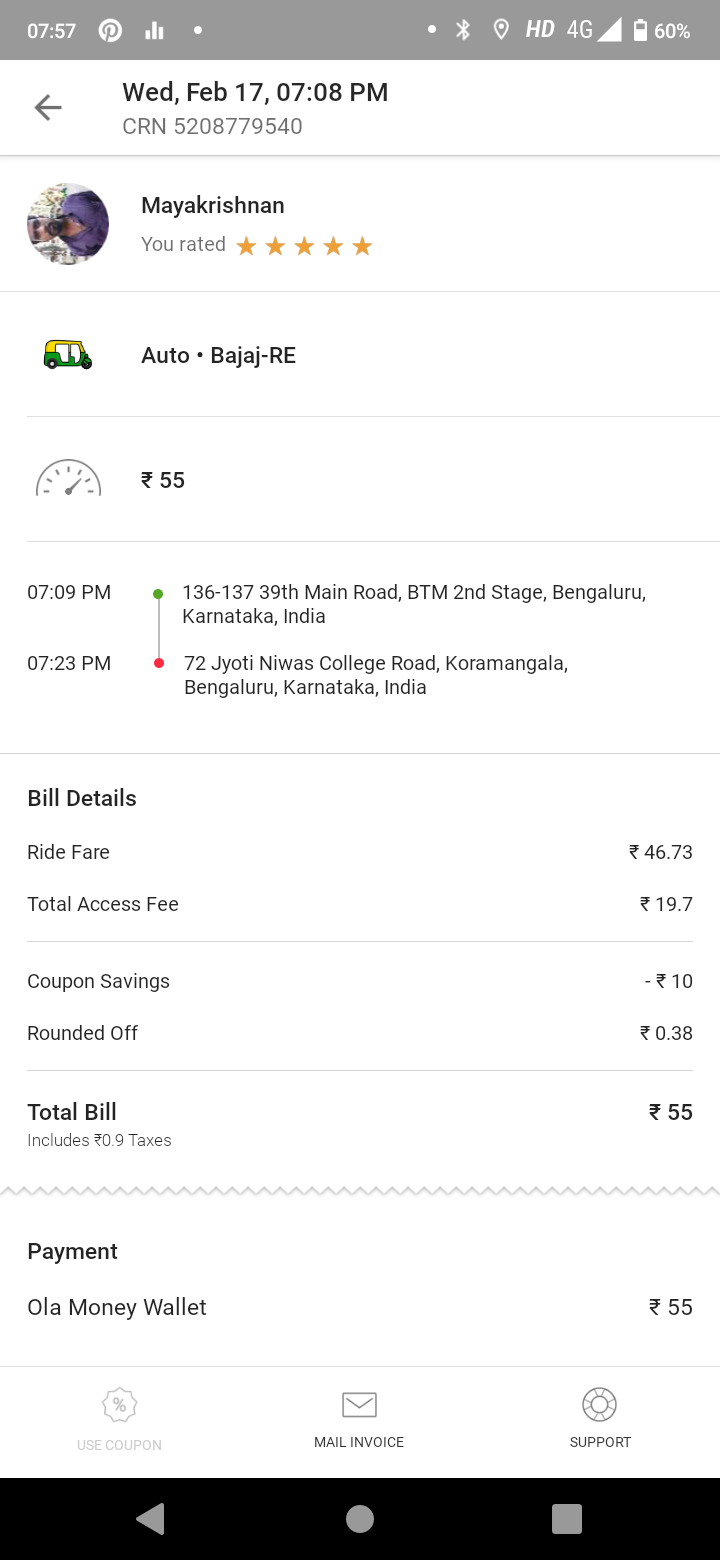 07:57 HD 4G 60%
Wed, Feb 17, 07:08 PM
CRN 5208779540
Mayakrishnan
You rated
Auto • Bajaj-RE
₹ 55
07:09 PM 136-137 39th Main Road, BTM 2nd Stage, Bengaluru,
Karnataka, India
07:23 PM 72 Jyoti Niwas College Road, Koramangala,
Bengaluru, Karnataka, India
Bill Details
Ride Fare ₹ 46.73
Total Access Fee ₹ 19.7
Coupon Savings - ₹ 10
Rounded Off ₹ 0.38
Total Bill ₹ 55
Includes ₹0.9 Taxes
Payment
Ola Money Wallet ₹ 55
%
USE COUPON MAIL INVOICE SUPPORT